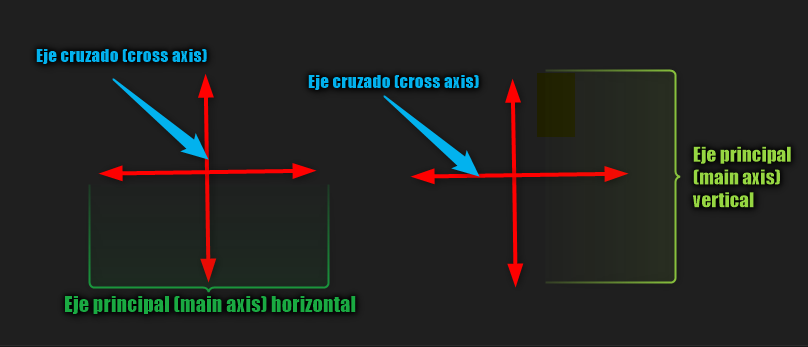 Eje cruzado (cross axis)
Eje principal (main axis) horizontal
Eje cruzado (cross axis)
Eje principal
(main axis)
vertical